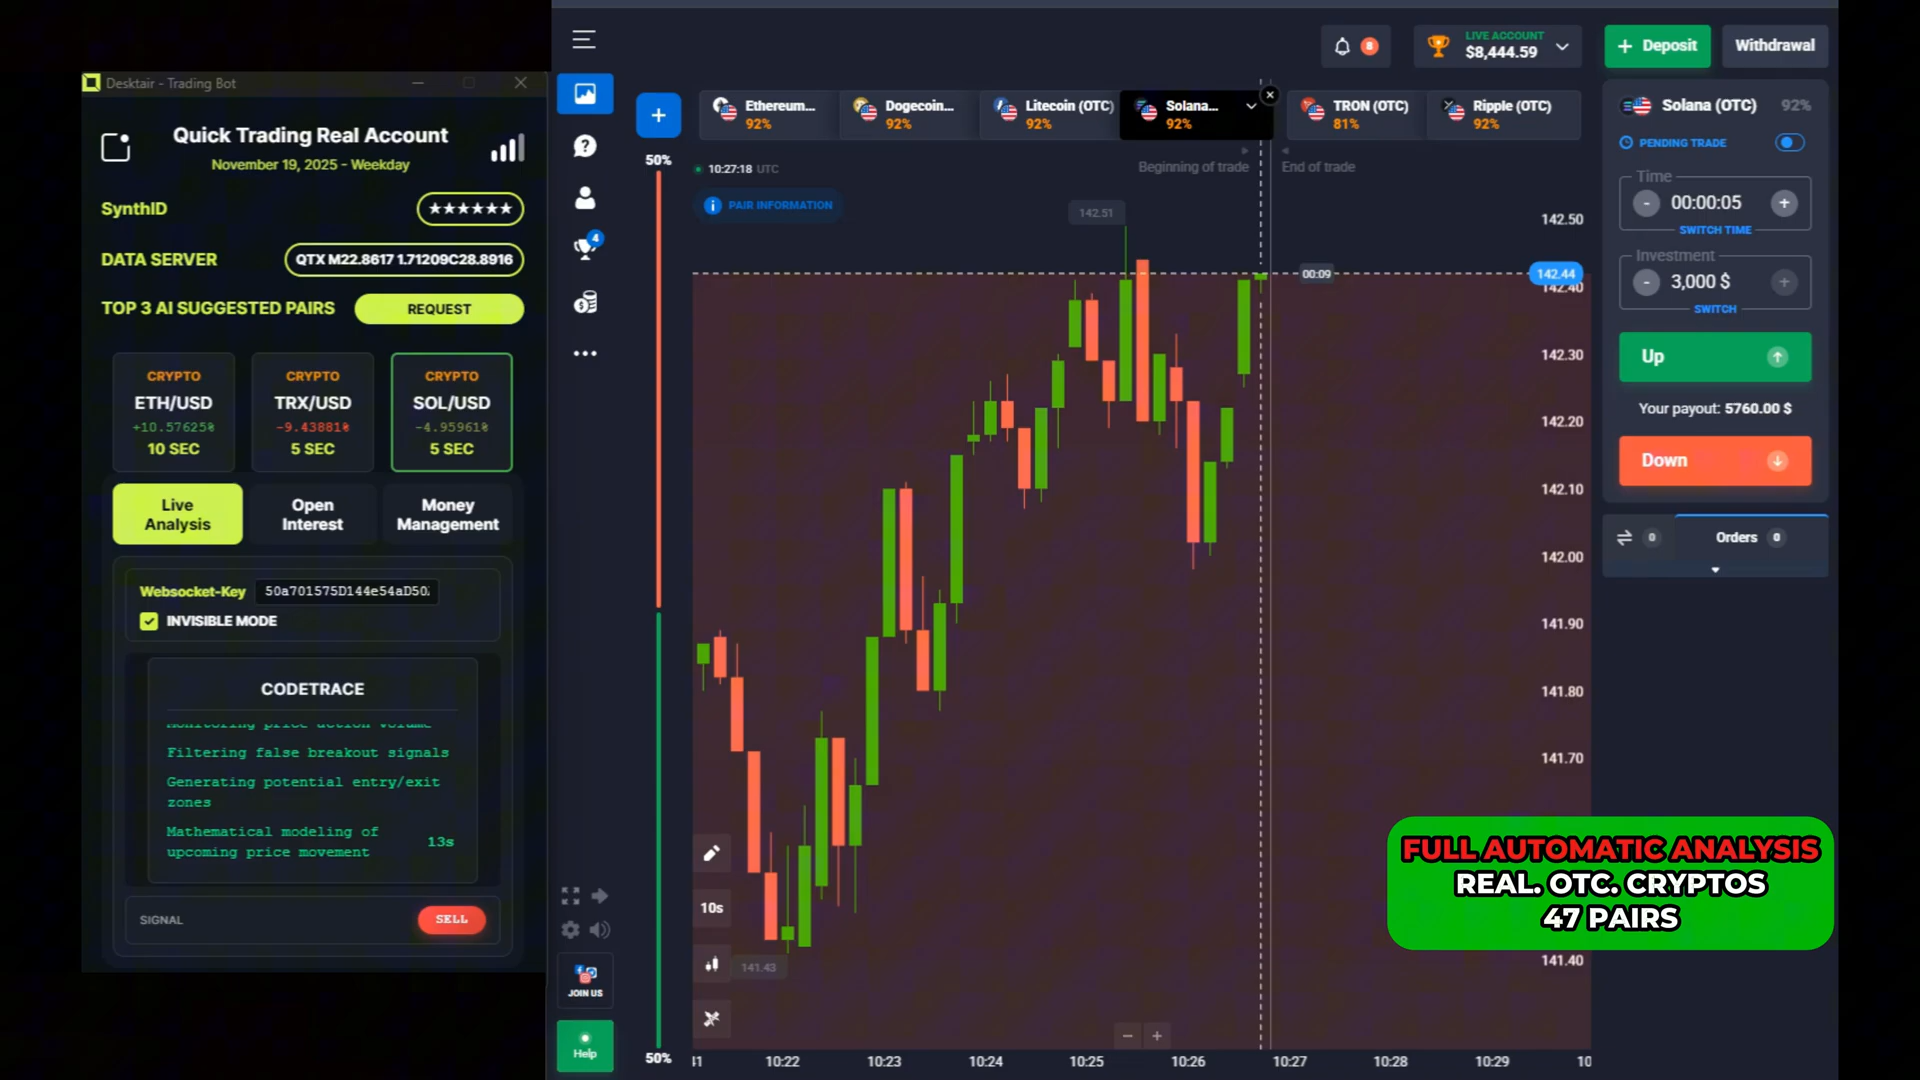 Desktair - Trading Bot
Quick Trading Real Account
November 19, 2025 - Weekday
SynthID
★★★★★★
DATA SERVER
QTX M22.8617 1.71209C28.8916
TOP 3 AI SUGGESTED PAIRS
REQUEST
CRYPTO
ETH/USD
+10.57625%
10 SEC
CRYPTO
TRX/USD
-9.43881%
5 SEC
CRYPTO
SOL/USD
-4.95961%
5 SEC
Live
Analysis
Open
Interest
Money
Management
Websocket-Key
50a701575D144e54aD50
INVISIBLE MODE
CODETRACE
Monitoring price action volume
Filtering false breakout signals
Generating potential entry/exit
zones
Mathematical modeling of
upcoming price movement
13s
SIGNAL
SELL
4
JOIN US
Help
8
LIVE ACCOUNT
$8,444.59
+ Deposit
Withdrawal
+
Ethereum...
92%
Dogecoin...
92%
Litecoin (OTC)
92%
Solana...
92%
TRON (OTC)
81%
Ripple (OTC)
92%
50%
10:27:18 UTC
PAIR INFORMATION
Beginning of trade
End of trade
142.51
00:09
142.44
142.50
142.40
142.30
142.20
142.10
142.00
141.90
141.80
141.70
141.40
141.43
10s
50%
41
10:22
10:23
10:24
10:25
10:26
10:27
10:28
10:29
10
Solana (OTC)
92%
PENDING TRADE
Time
- 00:00:05 +
SWITCH TIME
Investment
- 3,000 $ +
SWITCH
Up
Your payout: 5760.00 $
Down
0
Orders 0
FULL AUTOMATIC ANALYSIS
REAL. OTC. CRYPTOS
47 PAIRS